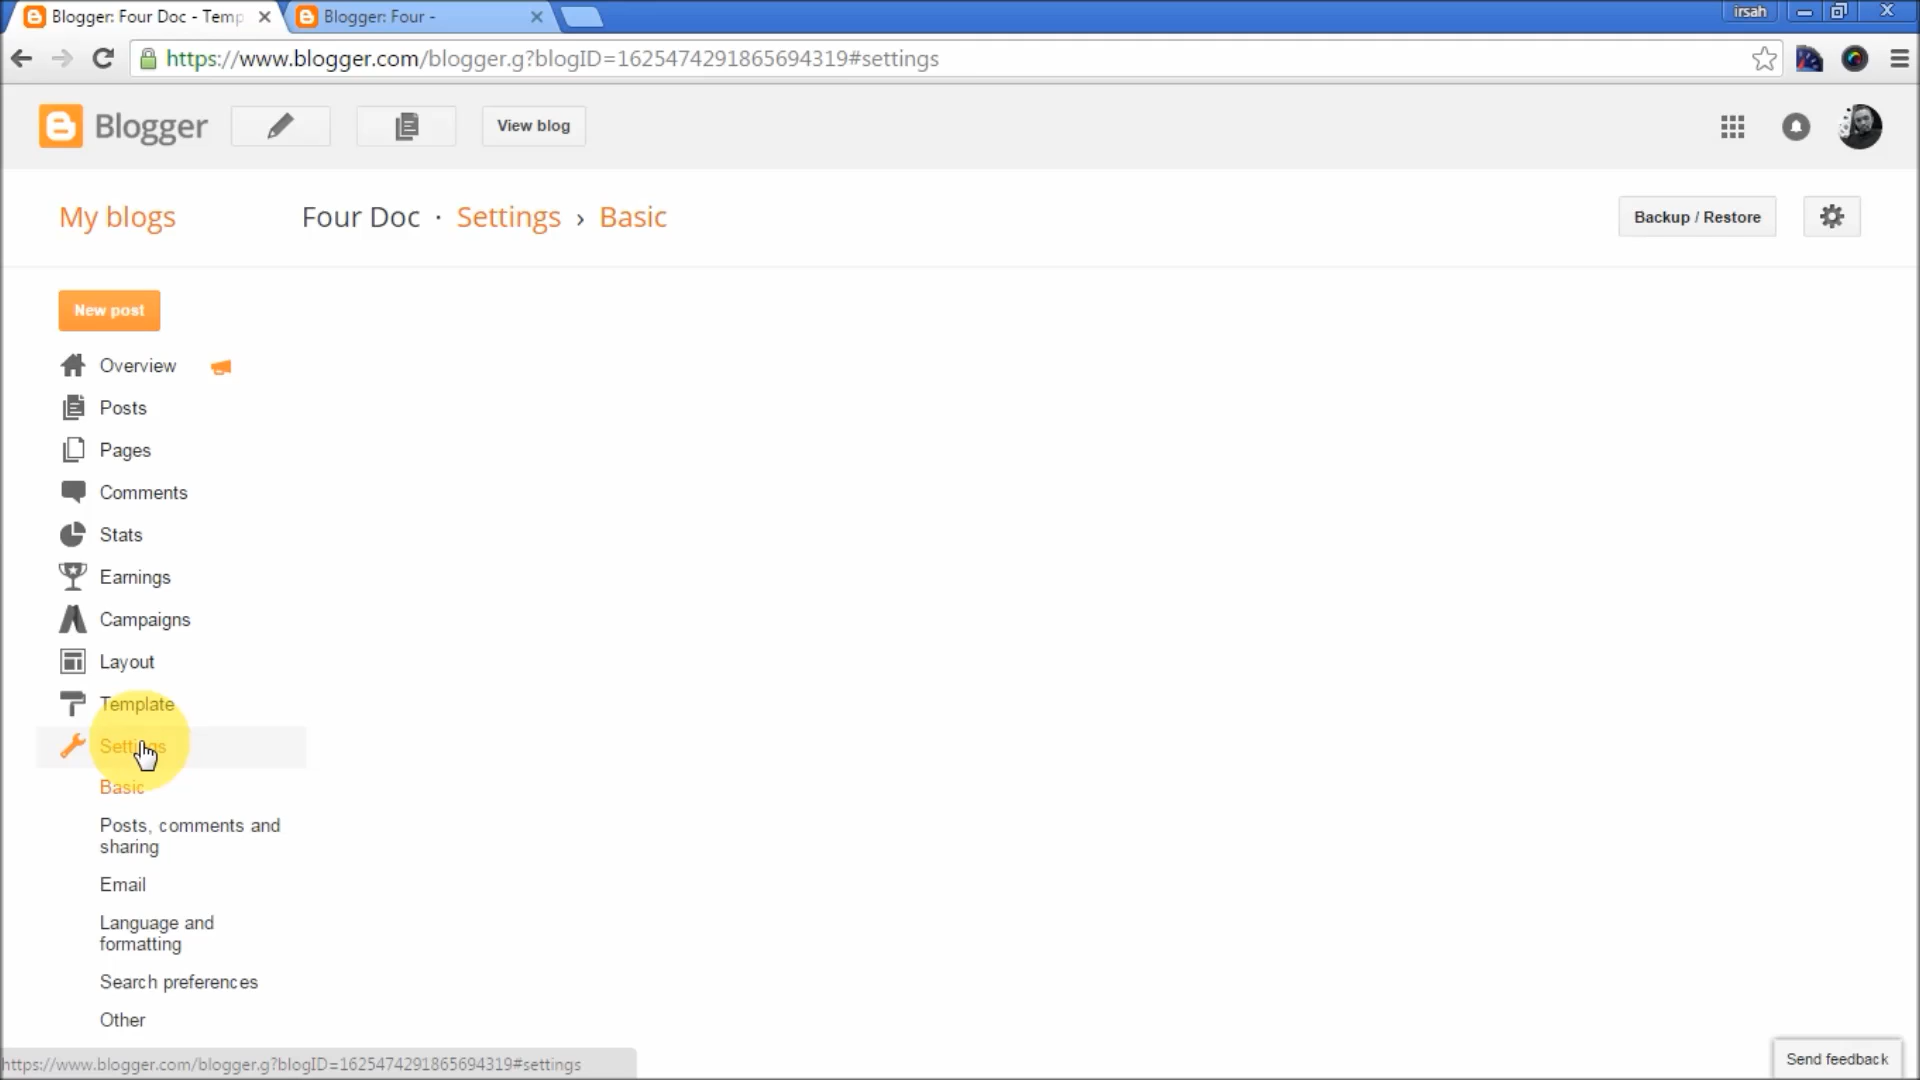 Blogger: Four Doc - Temp
Blogger: Four -
irsah
https://www.blogger.com/blogger.g?blogID=1625474291865694319#settings
Blogger
View blog
My blogs
Four Doc · Settings › Basic
Backup / Restore
New post
Overview
Posts
Pages
Comments
Stats
Earnings
Campaigns
Layout
Template
Settings
Basic
Posts, comments and
sharing
Email
Language and
formatting
Search preferences
Other
https://www.blogger.com/blogger.g?blogID=1625474291865694319#settings
Send feedback